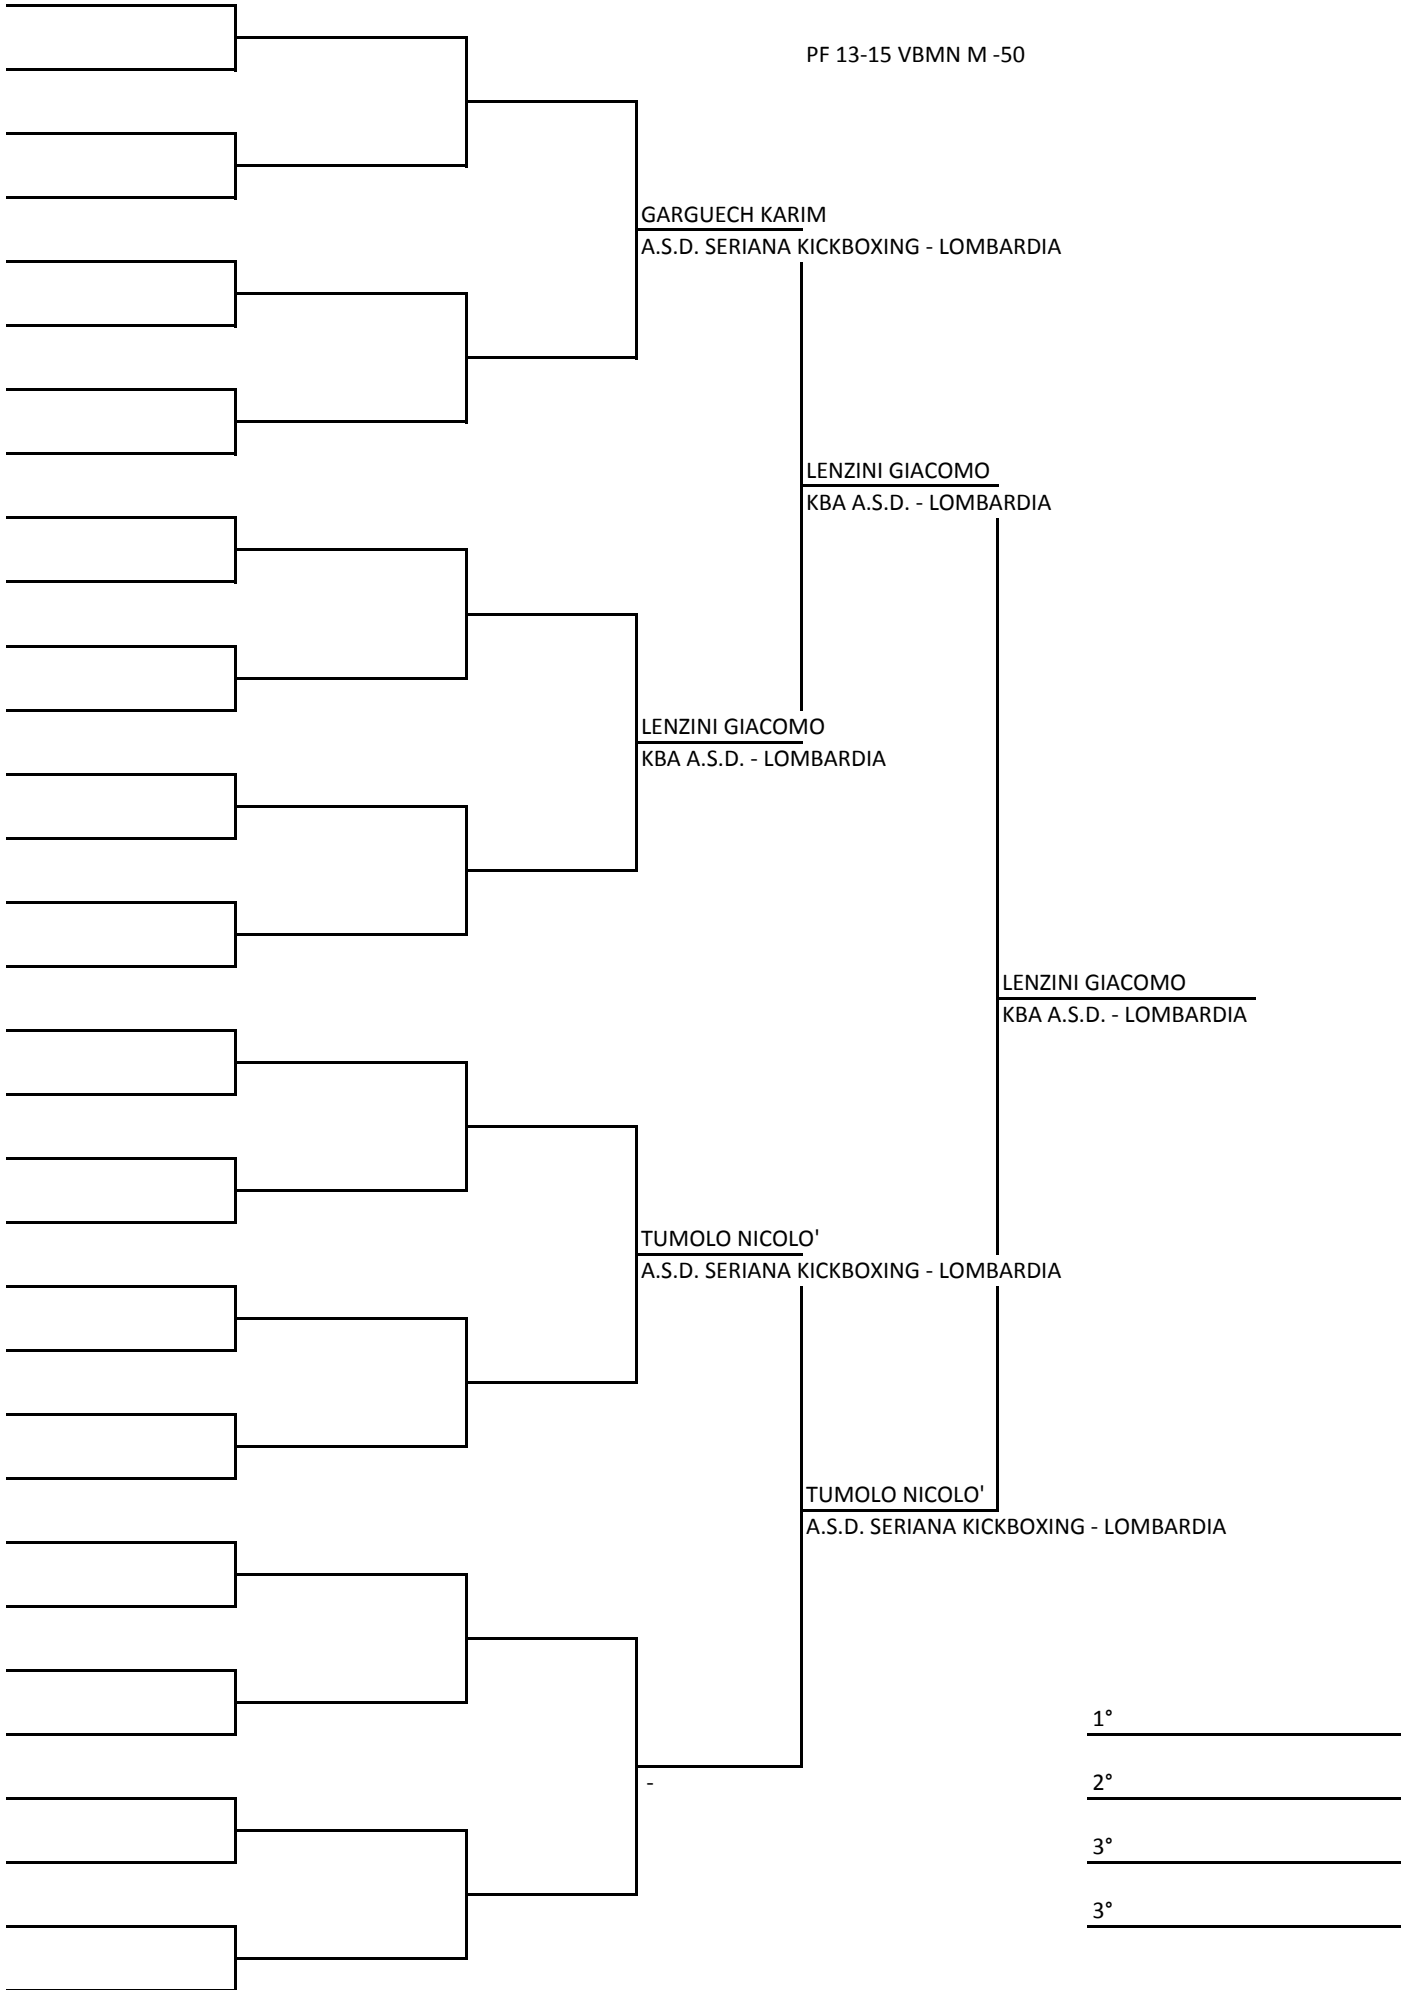 PF 13-15 VBMN M -50
GARGUECH KARIM
A.S.D. SERIANA KICKBOXING - LOMBARDIA
LENZINI GIACOMO
KBA A.S.D. - LOMBARDIA
LENZINI GIACOMO
KBA A.S.D. - LOMBARDIA
LENZINI GIACOMO
KBA A.S.D. - LOMBARDIA
TUMOLO NICOLO'
A.S.D. SERIANA KICKBOXING - LOMBARDIA
TUMOLO NICOLO'
A.S.D. SERIANA KICKBOXING - LOMBARDIA
1°
-
2°
3°
3°